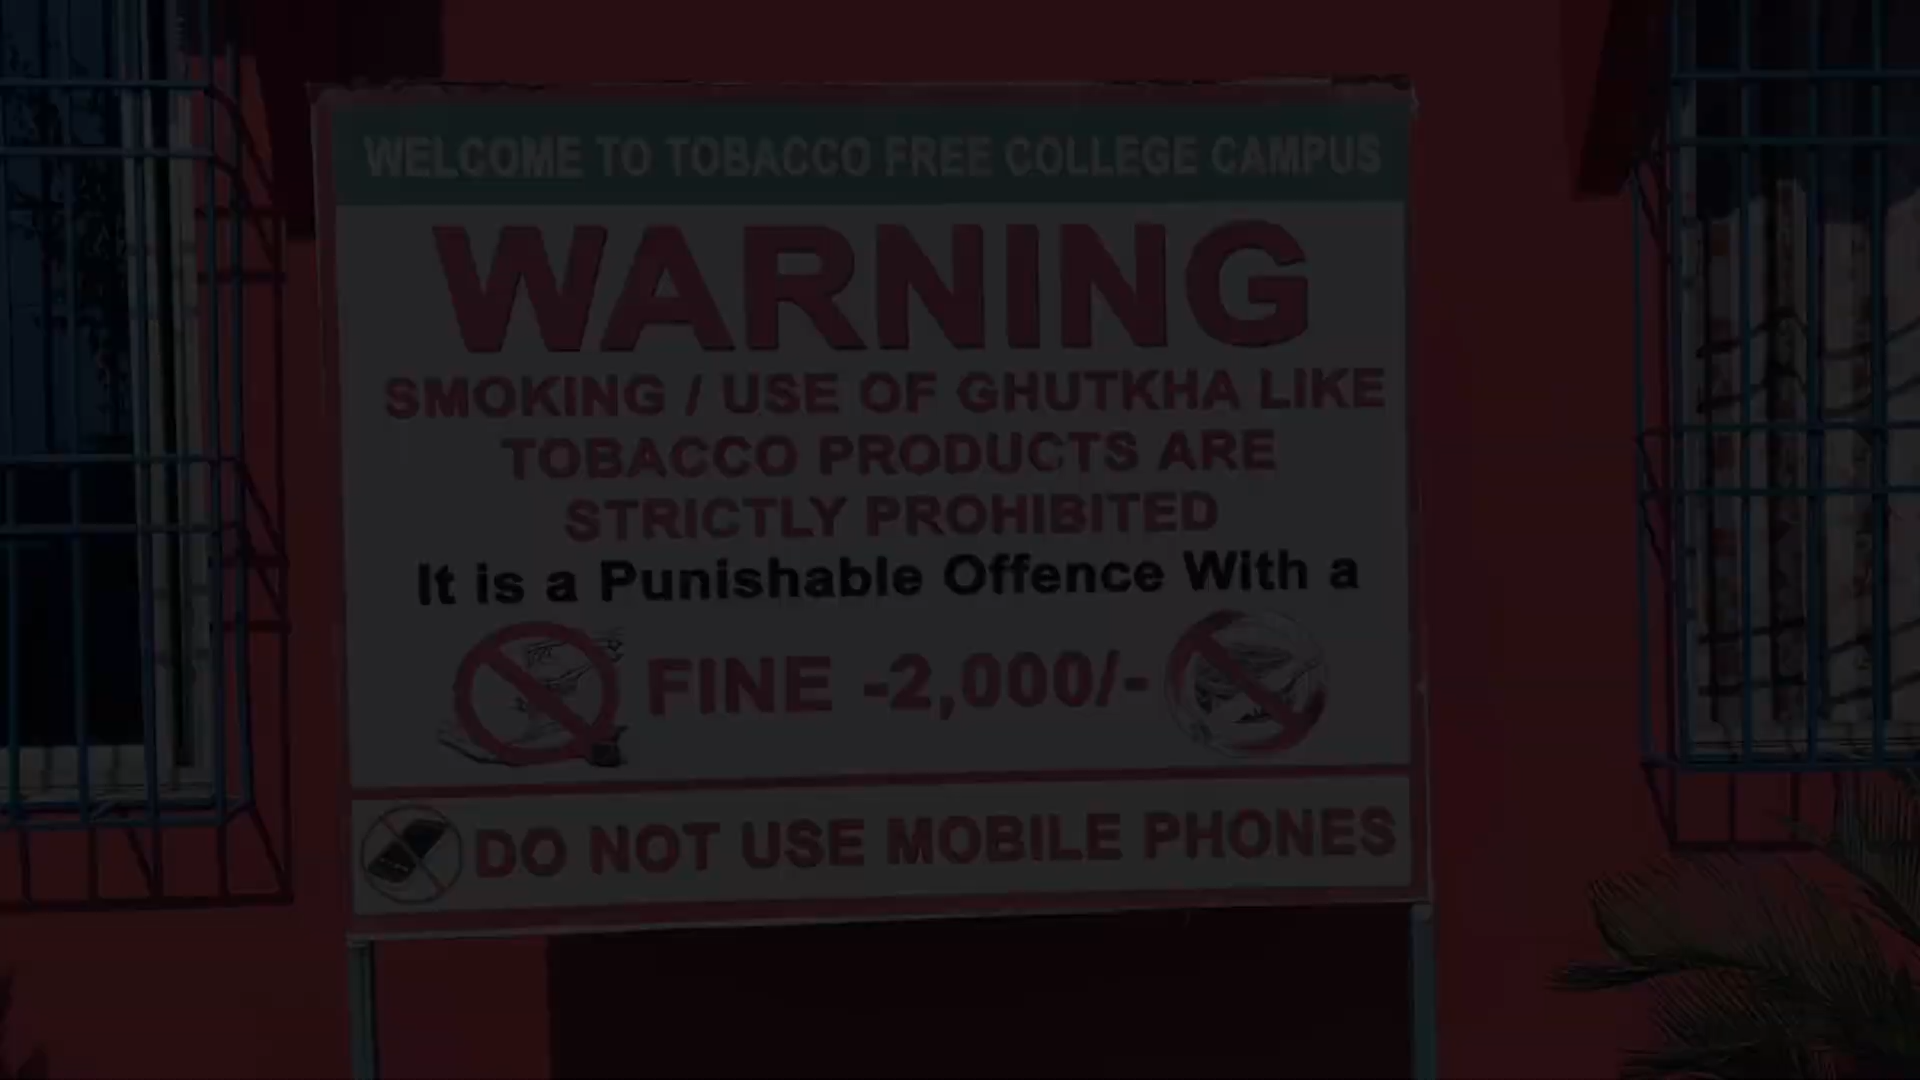 WELCOME TO TOBACCO FREE COLLEGE CAMPUS
WARNING
SMOKING / USE OF GHUTKHA LIKE
TOBACCO PRODUCTS ARE
STRICTLY PROHIBITED
It is a Punishable Offence With a
FINE -2,000/-
DO NOT USE MOBILE PHONES